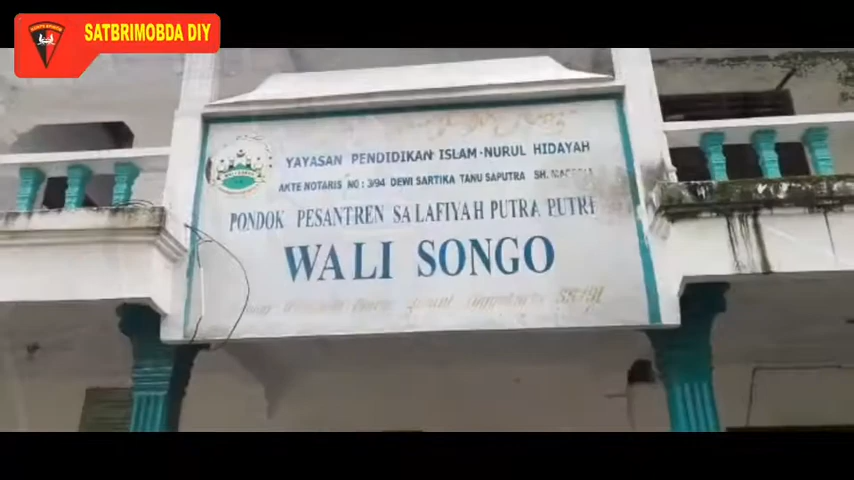 SATBRIMOBDA DIY
YAYASAN PENDIDIKAN ISLAM NURUL HIDAYAH
AKTE NOTARIS NO : 3/94 DEWI SARTIKA TANU SAPUTRA SH.
PONDOK PESANTREN SALAFIYAH PUTRA PUTRI
WALI SONGO